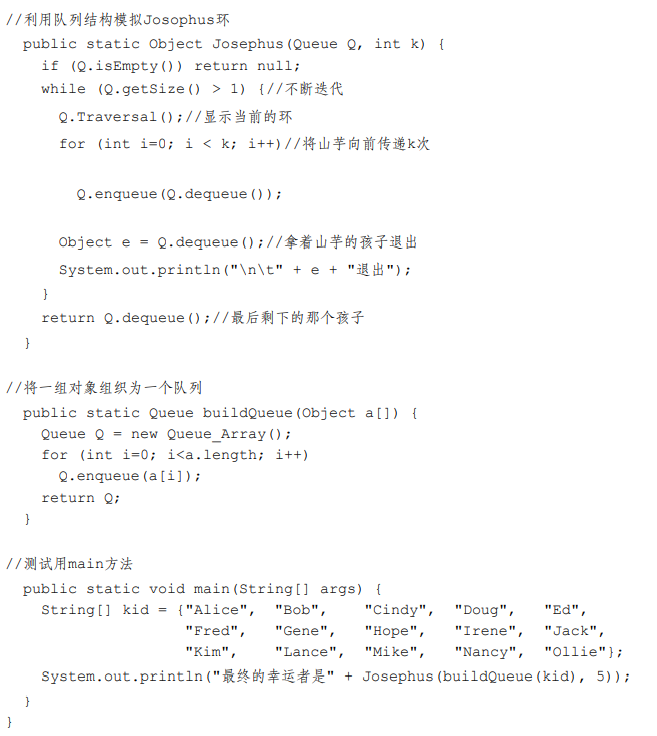 //利用队列结构模拟Josophus环
public static Object Josephus(Queue Q, int k) {
if (Q.isEmpty()) return null;
while (Q.getSize() > 1) {//不断迭代
Q.Traversal();//显示当前的环
for (int i=0; i < k; i++)//将山芋向前传递k次
Q.enqueue(Q.dequeue());
Object e = Q.dequeue();//拿着山芋的孩子退出
System.out.println("\n\t" + e + "退出");
}
return Q.dequeue();//最后剩下的那个孩子
}
//将一组对象组织为一个队列
public static Queue buildQueue(Object a[]) {
Queue Q = new Queue_Array();
for (int i=0; i<a.length; i++)
Q.enqueue(a[i]);
return Q;
}
//测试用main方法
public static void main(String[] args) {
String[] kid = {"Alice", "Bob", "Cindy", "Doug", "Ed",
"Fred", "Gene", "Hope", "Irene", "Jack",
"Kim", "Lance", "Mike", "Nancy", "Ollie"};
System.out.println("最终的幸运者是" + Josephus(buildQueue(kid), 5));
}
}